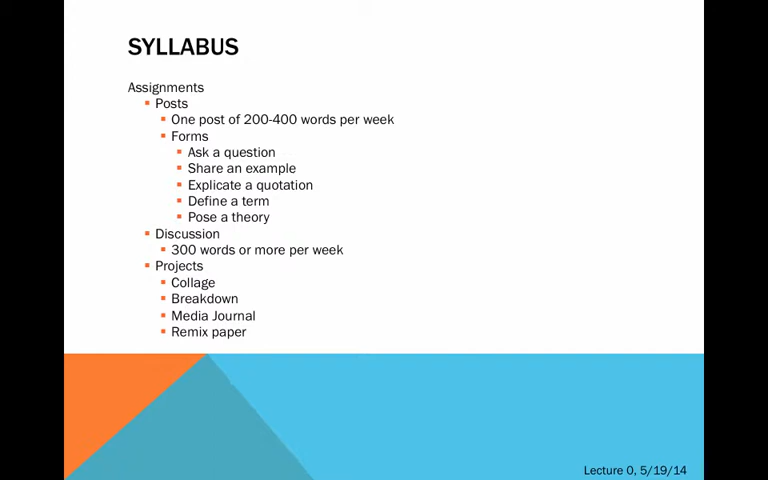 SYLLABUS
Assignments
Posts
One post of 200-400 words per week
Forms
Ask a question
Share an example
Explicate a quotation
Define a term
Pose a theory
Discussion
300 words or more per week
Projects
Collage
Breakdown
Media Journal
Remix paper
Lecture 0, 5/19/14